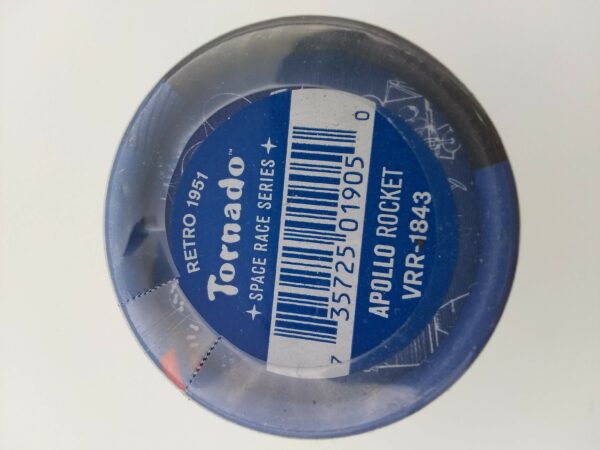 RETRO 1951
Tornado™
SPACE RACE SERIES
7 35725 01905 0
APOLLO ROCKET
VRR-1843